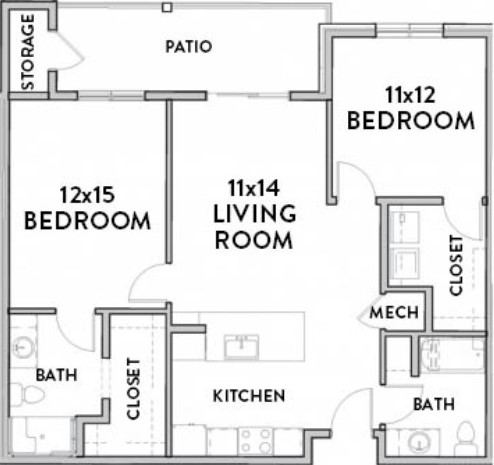 STORAGE
PATIO
11x12
BEDROOM
12x15
BEDROOM
11x14
LIVING
ROOM
CLOSET
MECH
BATH
CLOSET
KITCHEN
BATH